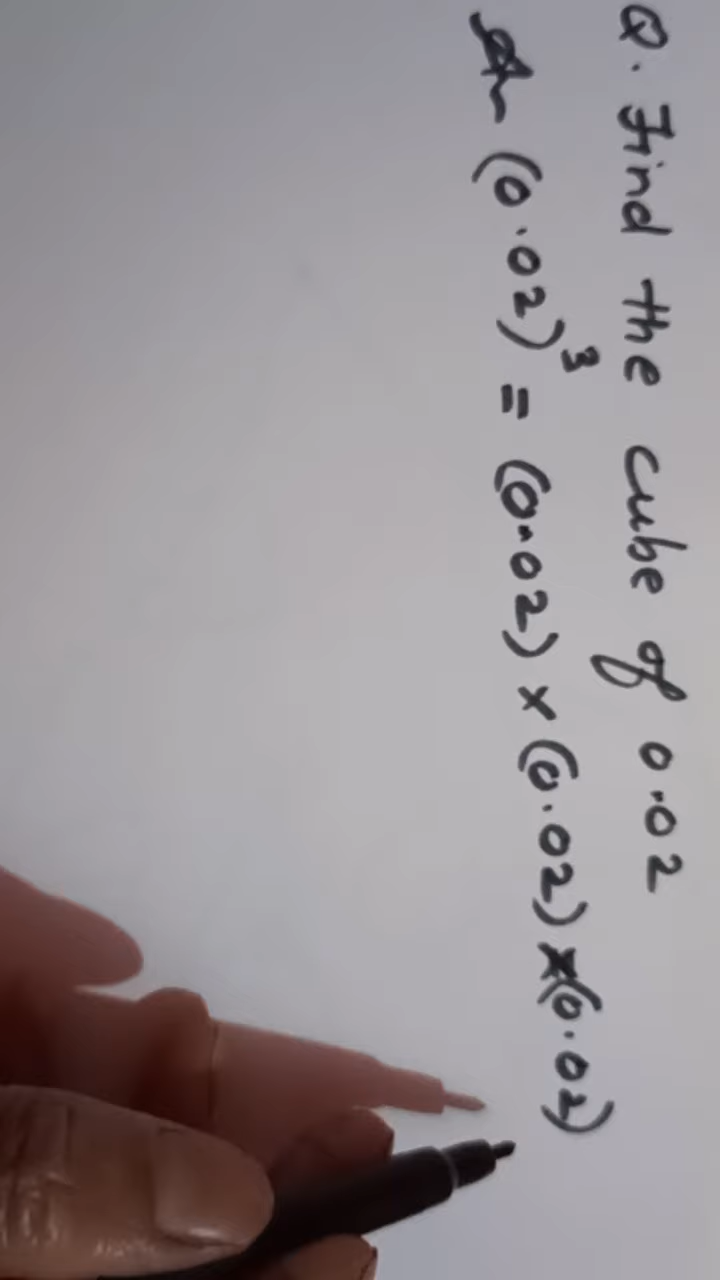 Q. Find the cube of 0.02
(0.02)³ = (0.02) × (0.02) × (0.02)